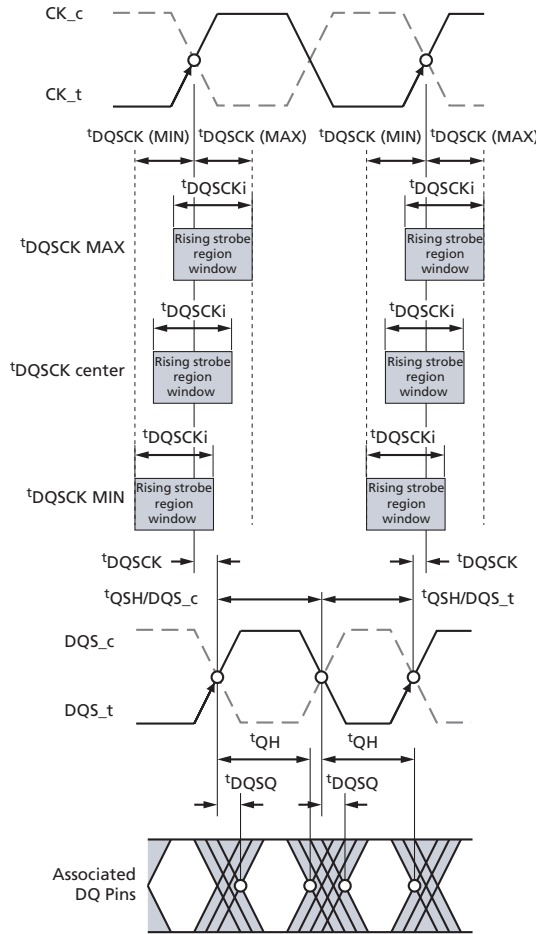 CK_c
CK_t
tDQSCK (MIN) tDQSCK (MAX) tDQSCK (MIN) tDQSCK (MAX)
tDQSCKi tDQSCKi
tDQSCK MAX
Rising strobe
region
window
Rising strobe
region
window
tDQSCKi tDQSCKi
tDQSCK center
Rising strobe
region
window
Rising strobe
region
window
tDQSCKi tDQSCKi
tDQSCK MIN
Rising strobe
region
window
Rising strobe
region
window
tDQSCK tDQSCK
tQSH/DQS_c tQSH/DQS_t
DQS_c
DQS_t
tQH tQH
tDQSQ tDQSQ
Associated
DQ Pins